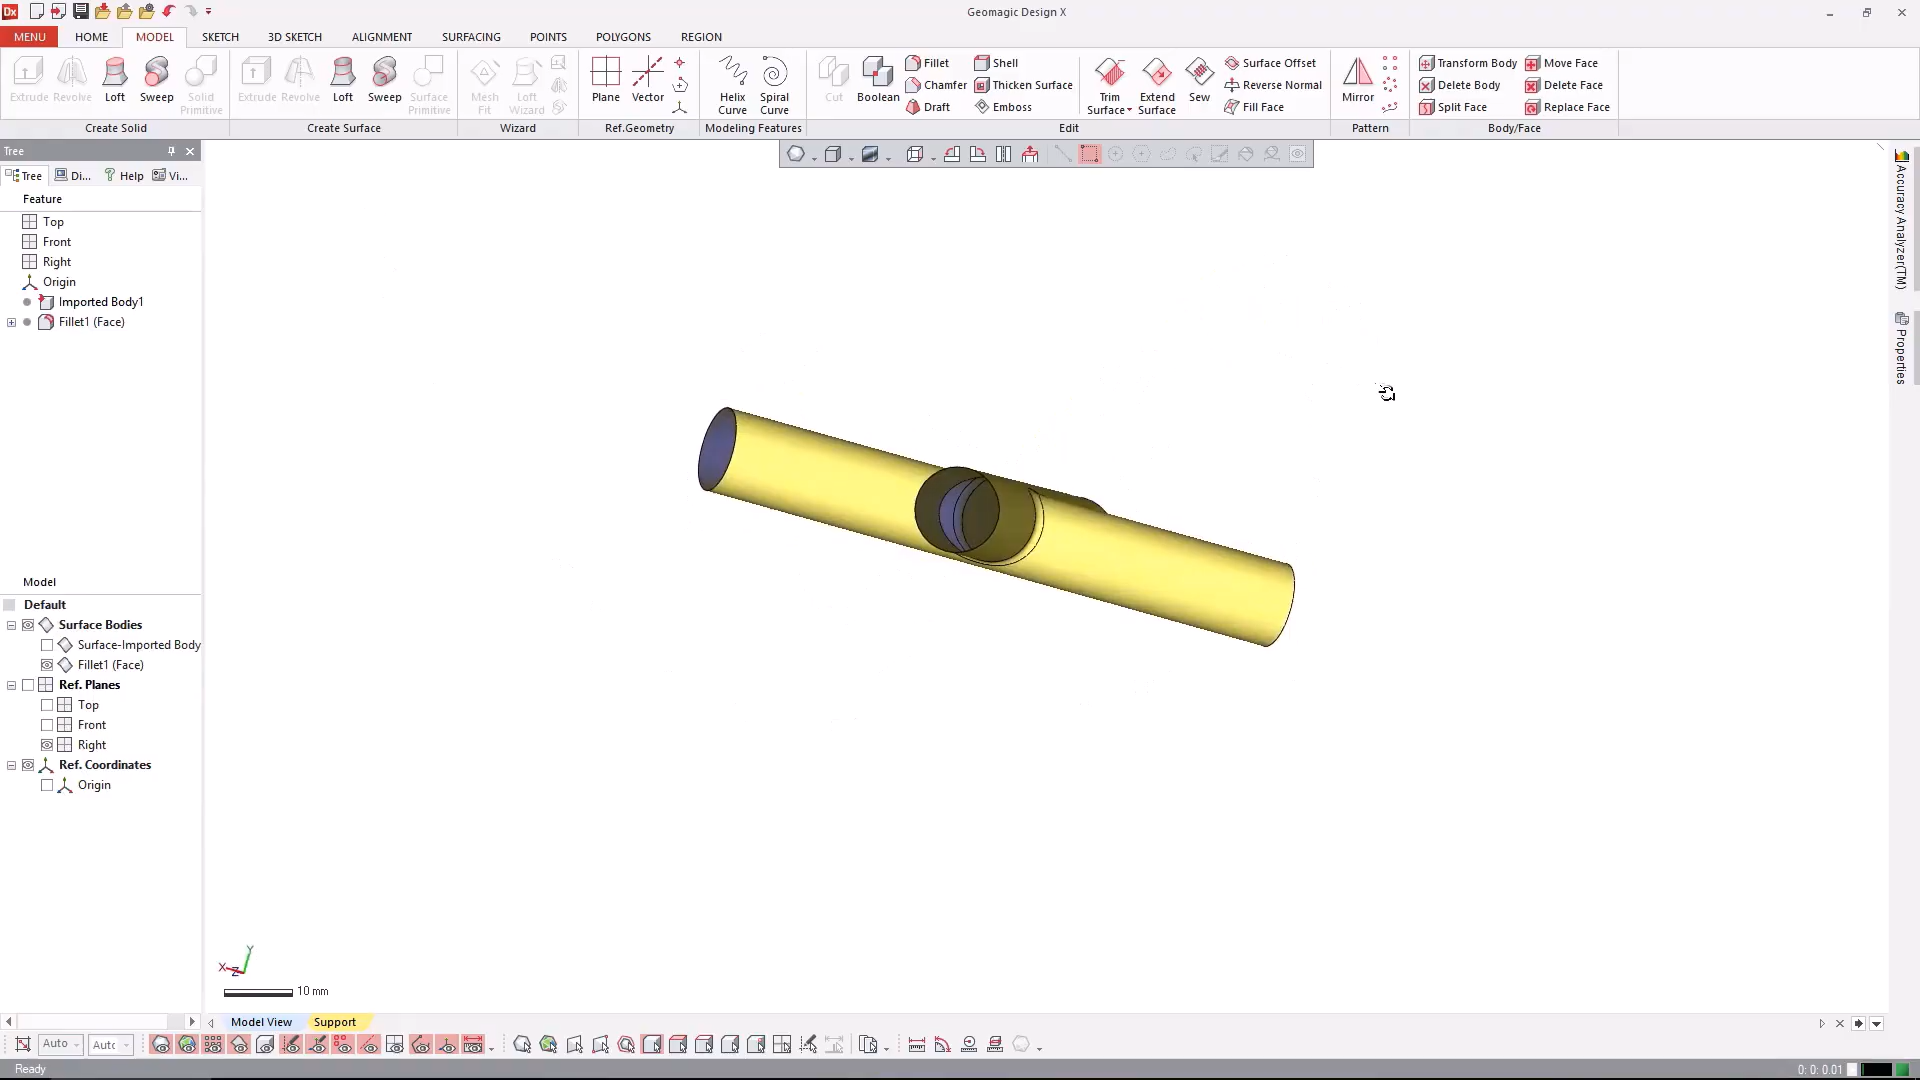 Dx
Geomagic Design X
MENU HOME MODEL SKETCH 3D SKETCH ALIGNMENT SURFACING POINTS POLYGONS REGION
Extrude Revolve Loft Sweep Solid Primitive
Extrude Revolve Loft Sweep Surface Primitive
Mesh Fit Loft Wizard
Plane Vector
Helix Curve Spiral Curve
Cut Boolean
Fillet Shell
Chamfer Thicken Surface
Draft Emboss
Trim Surface Extend Surface Sew
Surface Offset
Reverse Normal
Fill Face
Mirror
Transform Body Move Face
Delete Body Delete Face
Split Face Replace Face
Create Solid Create Surface Wizard Ref.Geometry Modeling Features Edit Pattern Body/Face
Tree
Tree Di... Help Vi...
Feature
Top
Front
Right
Origin
Imported Body1
Fillet1 (Face)
Model
Default
Surface Bodies
Surface-Imported Body
Fillet1 (Face)
Ref. Planes
Top
Front
Right
Ref. Coordinates
Origin
Accuracy Analyzer(TM)
Properties
Y
X
Z
10 mm
Model View Support
Auto Autc
Ready
0: 0: 0.01